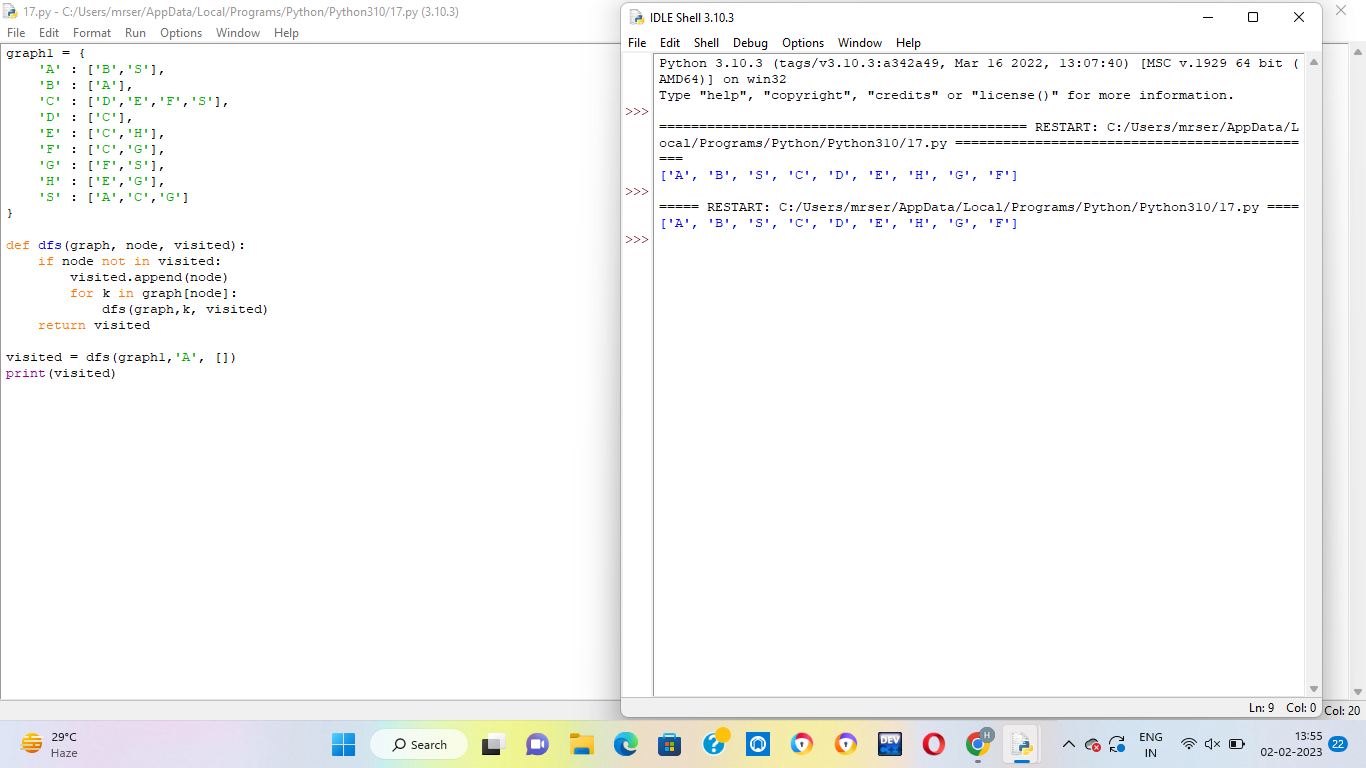 17.py - C:/Users/mrser/AppData/Local/Programs/Python/Python310/17.py (3.10.3)
File Edit Format Run Options Window Help
graph1 = {
    'A' : ['B','S'],
    'B' : ['A'],
    'C' : ['D','E','F','S'],
    'D' : ['C'],
    'E' : ['C','H'],
    'F' : ['C','G'],
    'G' : ['F','S'],
    'H' : ['E','G'],
    'S' : ['A','C','G']
}
def dfs(graph, node, visited):
    if node not in visited:
        visited.append(node)
        for k in graph[node]:
            dfs(graph,k, visited)
    return visited
visited = dfs(graph1,'A', [])
print(visited)
IDLE Shell 3.10.3
File Edit Shell Debug Options Window Help
Python 3.10.3 (tags/v3.10.3:a342a49, Mar 16 2022, 13:07:40) [MSC v.1929 64 bit (
AMD64)] on win32
Type "help", "copyright", "credits" or "license()" for more information.
>>>
============================================== RESTART: C:/Users/mrser/AppData/L
ocal/Programs/Python/Python310/17.py ===========================================
===
['A', 'B', 'S', 'C', 'D', 'E', 'H', 'G', 'F']
>>>
===== RESTART: C:/Users/mrser/AppData/Local/Programs/Python/Python310/17.py ====
['A', 'B', 'S', 'C', 'D', 'E', 'H', 'G', 'F']
>>>
Ln: 9 Col: 0
Col: 20
29°C
Haze
Search
DEV
H
ENG
IN
13:55
02-02-2023
22